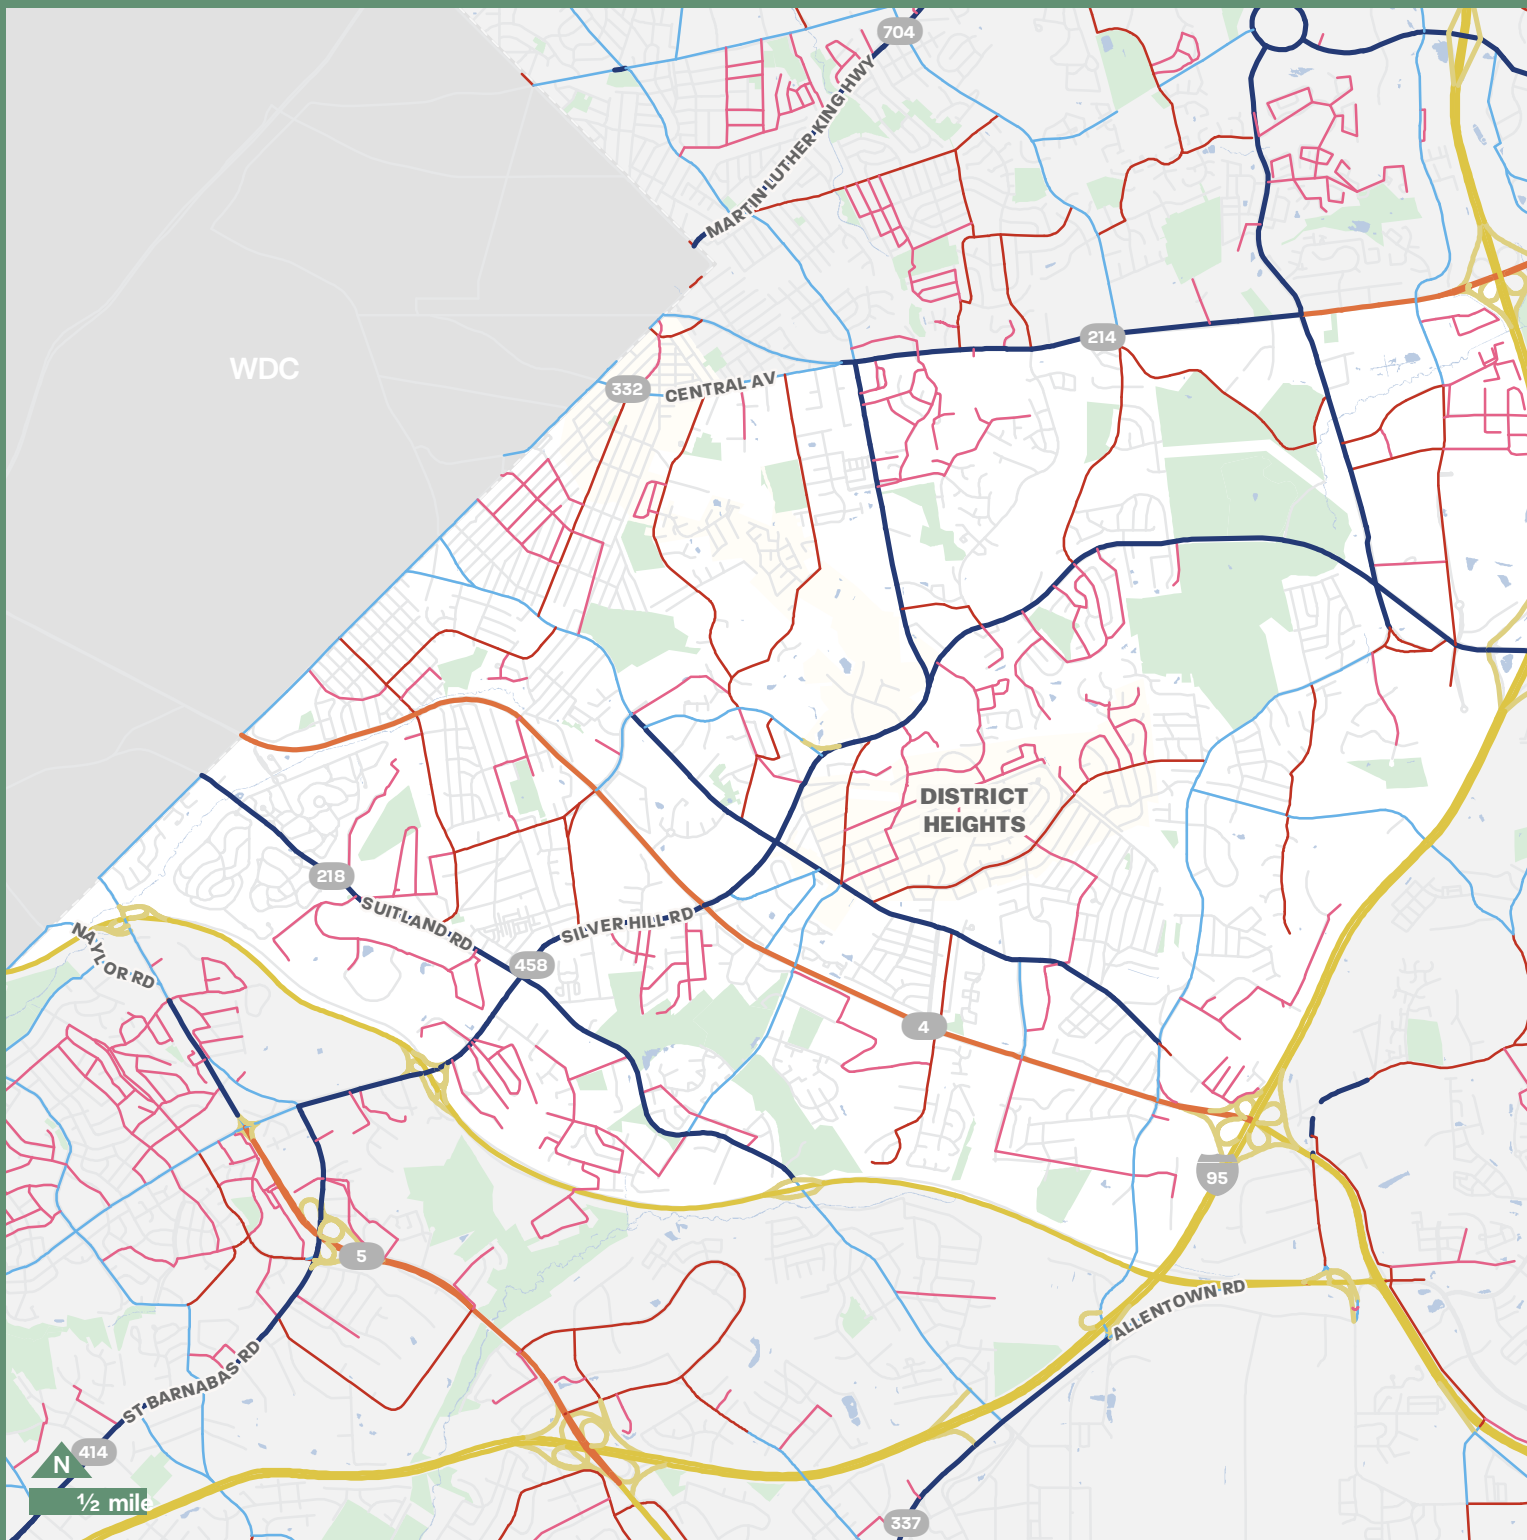 704
MARTIN LUTHER KING HWY
214
WDC
332
CENTRAL AV
DISTRICT
HEIGHTS
218
SUITLAND RD
SILVER HILL RD
458
NAYLOR RD
4
95
5
ALLENTOWN RD
ST BARNABAS RD
414
N
½ mile
337